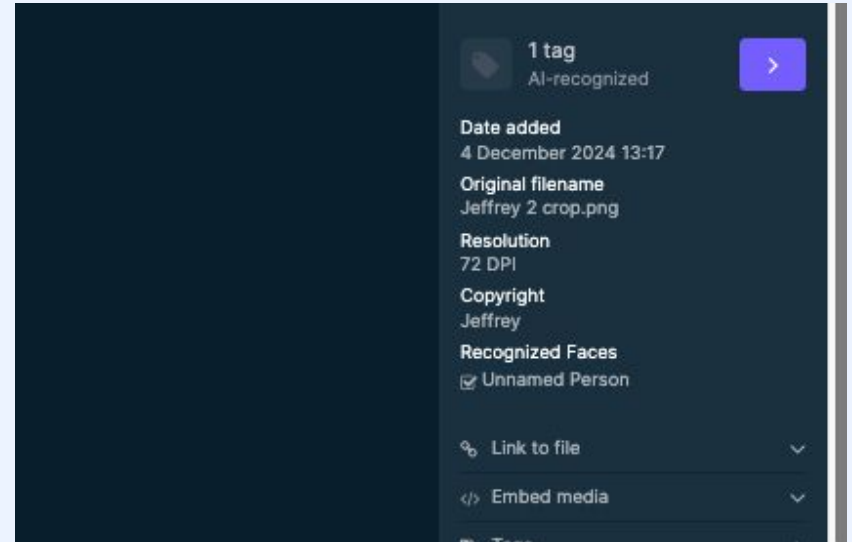 1 tag
AI-recognized
Date added
4 December 2024 13:17
Original filename
Jeffrey 2 crop.png
Resolution
72 DPI
Copyright
Jeffrey
Recognized Faces
Unnamed Person
Link to file
</> Embed media
Tags